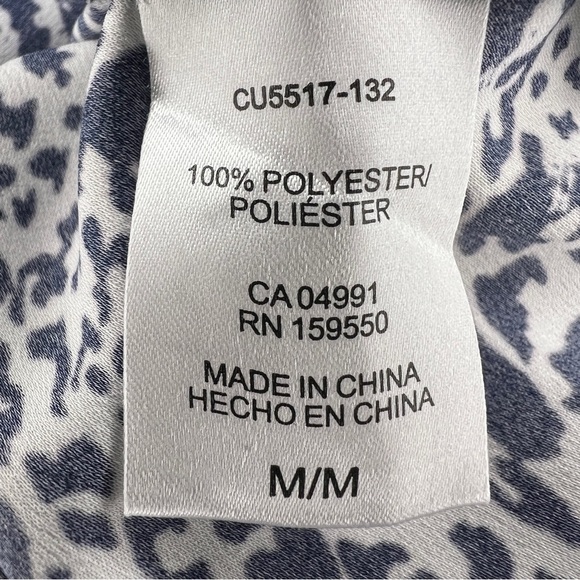 CU5517-132
100% POLYESTER/
POLIÉSTER
CA 04991
RN 159550
MADE IN CHINA
HECHO EN CHINA
M/M